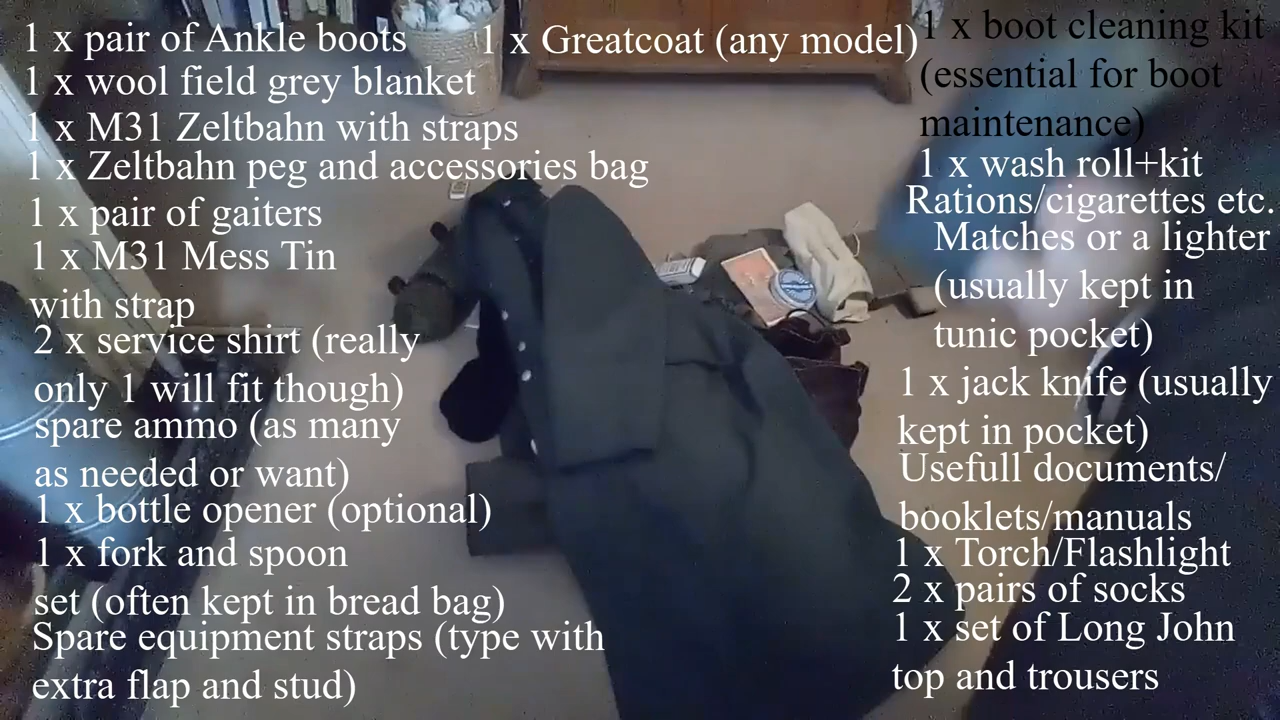 1 x pair of Ankle boots
1 x wool field grey blanket
1 x M31 Zeltbahn with straps
1 x Zeltbahn peg and accessories bag
1 x pair of gaiters
1 x M31 Mess Tin
with strap
2 x service shirt (really
only 1 will fit though)
spare ammo (as many
as needed or want)
1 x bottle opener (optional)
1 x fork and spoon
set (often kept in bread bag)
Spare equipment straps (type with
extra flap and stud)
1 x Greatcoat (any model)
1 x boot cleaning kit
(essential for boot
maintenance)
1 x wash roll+kit
Rations/cigarettes etc.
Matches or a lighter
(usually kept in
tunic pocket)
1 x jack knife (usually
kept in pocket)
Usefull documents/
booklets/manuals
1 x Torch/Flashlight
2 x pairs of socks
1 x set of Long John
top and trousers